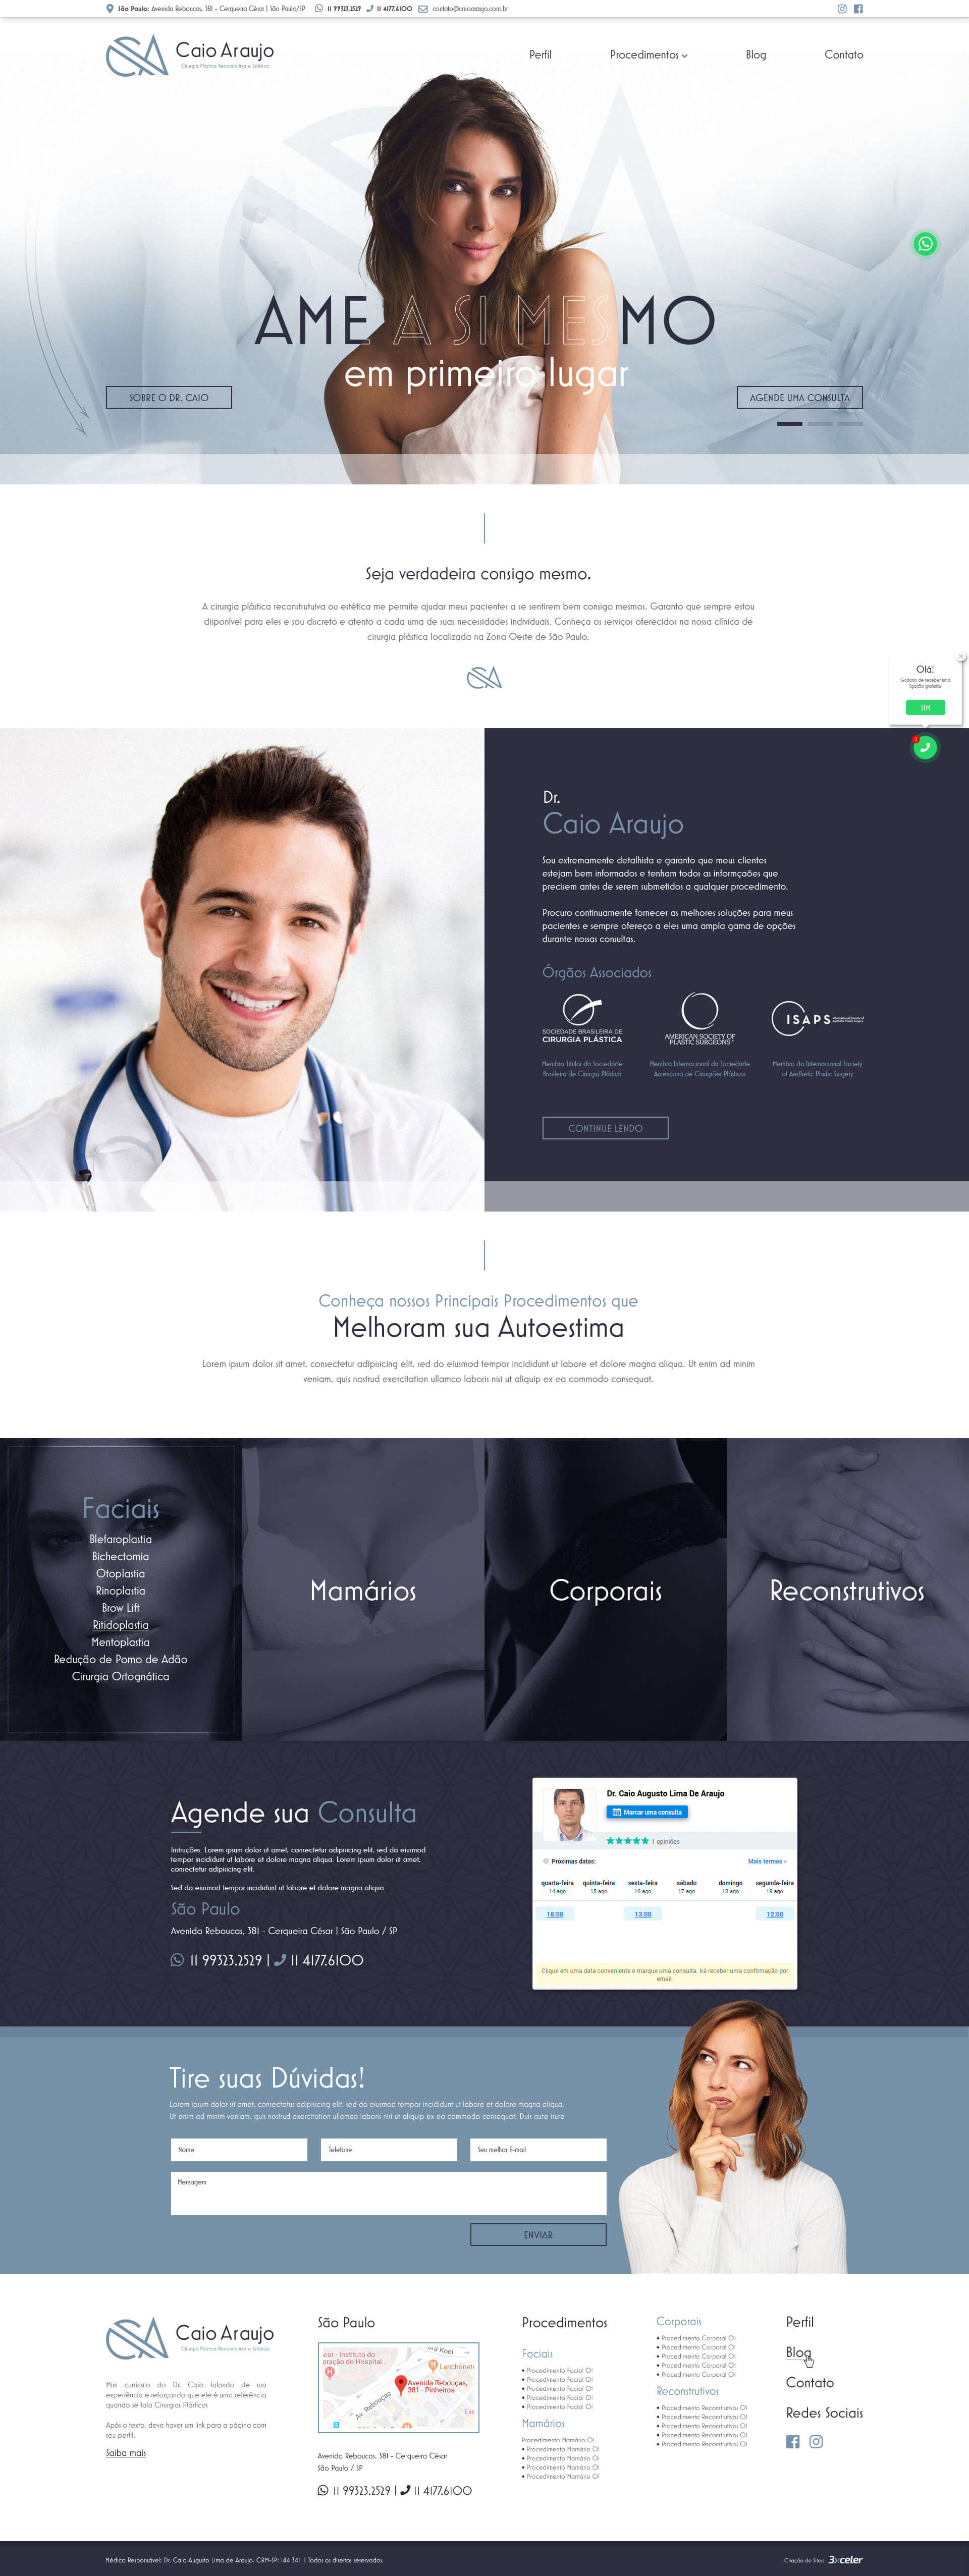 São Paulo: Avenida Reboucas, 381 - Cerqueira César | São Paulo/SP 11 99323.2529 11 4177.6100 contato@caioaraujo.com.br
Caio Araujo
Cirurgia Plástica Reconstrutiva e Estética
Perfil Procedimentos Blog Contato
AME A SI MESMO
em primeiro lugar
SOBRE O DR. CAIO
AGENDE UMA CONSULTA
Seja verdadeira consigo mesmo.
A cirurgia plástica reconstrutuiva ou estética me permite ajudar meus pacientes a se sentirem bem consigo mesmos. Garanto que sempre estou
disponível para eles e sou discreto e atento a cada uma de suas necessidades individuais. Conheça os serviços oferecidos na nossa clínica de
cirurgia plástica localizada na Zona Oeste de São Paulo.
Olá!
Gostaria de receber uma
ligação gratuita?
SIM
1
Dr.
Caio Araujo
Sou extremamente detalhista e garanto que meus clientes
estejam bem informados e tenham todos as informçações que
precisem antes de serem submetidos a qualquer procedimento.
Procuro continuamente fornecer as melhores soluções para meus
pacientes e sempre ofereço a eles uma ampla gama de opções
durante nossas consultas.
Órgãos Associados
SOCIEDADE BRASILEIRA DE
CIRURGIA PLÁSTICA
AMERICAN SOCIETY OF
PLASTIC SURGEONS
ISAPS
International Society of
Aesthetic Plastic Surgery
Membro Titular da Sociedade
Brasileira de Cirurgia Plástica
Membro Internacional da Sociedade
Americana de Cirurgiões Plásticos
Membro da Internacional Society
of Aesthetic Plastic Surgery
CONTINUE LENDO
Conheça nossos Principais Procedimentos que
Melhoram sua Autoestima
Lorem ipsum dolor sit amet, consectetur adipisicing elit, sed do eiusmod tempor incididunt ut labore et dolore magna aliqua. Ut enim ad minim
veniam, quis nostrud exercitation ullamco laboris nisi ut aliquip ex ea commodo consequat.
Faciais
Blefaroplastia
Bichectomia
Otoplastia
Rinoplastia
Brow Lift
Ritidoplastia
Mentoplastia
Redução de Pomo de Adão
Cirurgia Ortognática
Mamários
Corporais
Reconstrutivos
Agende sua Consulta
Intruções: Lorem ipsum dolor sit amet, consectetur adipisicing elit, sed do eiusmod
tempor incididunt ut labore et dolore magna aliqua. Lorem ipsum dolor sit amet,
consectetur adipisicing elit.
Sed do eiusmod tempor incididunt ut labore et dolore magna aliqua.
São Paulo
Avenida Reboucas, 381 - Cerqueira César | São Paulo / SP
11 99323.2529 | 11 4177.6100
Dr. Caio Augusto Lima De Araujo
Marcar uma consulta
1 opiniões
Próximas datas: Mais termos »
quarta-feira quinta-feira sexta-feira sábado domingo segunda-feira
14 ago 15 ago 16 ago 17 ago 18 ago 19 ago
18:00 13:00 12:00
Clique em uma data conveniente e marque uma consulta. Irá receber uma confirmação por
email.
Tire suas Dúvidas!
Lorem ipsum dolor sit amet, consectetur adipisicing elit, sed do eiusmod tempor incididunt ut labore et dolore magna aliqua.
Ut enim ad minim veniam, quis nostrud exercitation ullamco laboris nisi ut aliquip ex ea commodo consequat. Duis aute irure
Nome
Telefone
Seu melhor E-mail
Mensagem
ENVIAR
Caio Araujo
Cirurgia Plástica Reconstrutiva e Estética
Mini currículo do Dr. Caio falando de sua
experiência e reforçando que ele é uma referência
quando se fala Cirurgias Plásticas
Após a texto, deve haver um link para a página com
seu perfil.
Saiba mais
São Paulo
cor - Instituto do
oração do Hospital...
Lanchonet
Avenida Rebouças,
381 - Pinheiros
Av. Rebouças
Avenida Reboucas, 381 - Cerqueira César
São Paulo / SP
11 99323.2529 | 11 4177.6100
Procedimentos
Faciais
• Procedimento Facial 01
• Procedimento Facial 01
• Procedimento Facial 01
• Procedimento Facial 01
• Procedimento Facial 01
Mamários
Procedimento Mamário 01
• Procedimento Mamário 01
• Procedimento Mamário 01
• Procedimento Mamário 01
• Procedimento Mamário 01
Corporais
• Procedimento Corporal 01
• Procedimento Corporal 01
• Procedimento Corporal 01
• Procedimento Corporal 01
• Procedimento Corporal 01
Reconstrutivos
• Procedimento Reconstrutivos 01
• Procedimento Reconstrutivos 01
• Procedimento Reconstrutivos 01
• Procedimento Reconstrutivos 01
• Procedimento Reconstrutivos 01
Perfil
Blog
Contato
Redes Sociais
Médico Responsável: Dr. Caio Augusto Lima de Araujo, CRM-SP: 144 341 | Todos os direitos reservados.
Criação de Sites: 3xceler